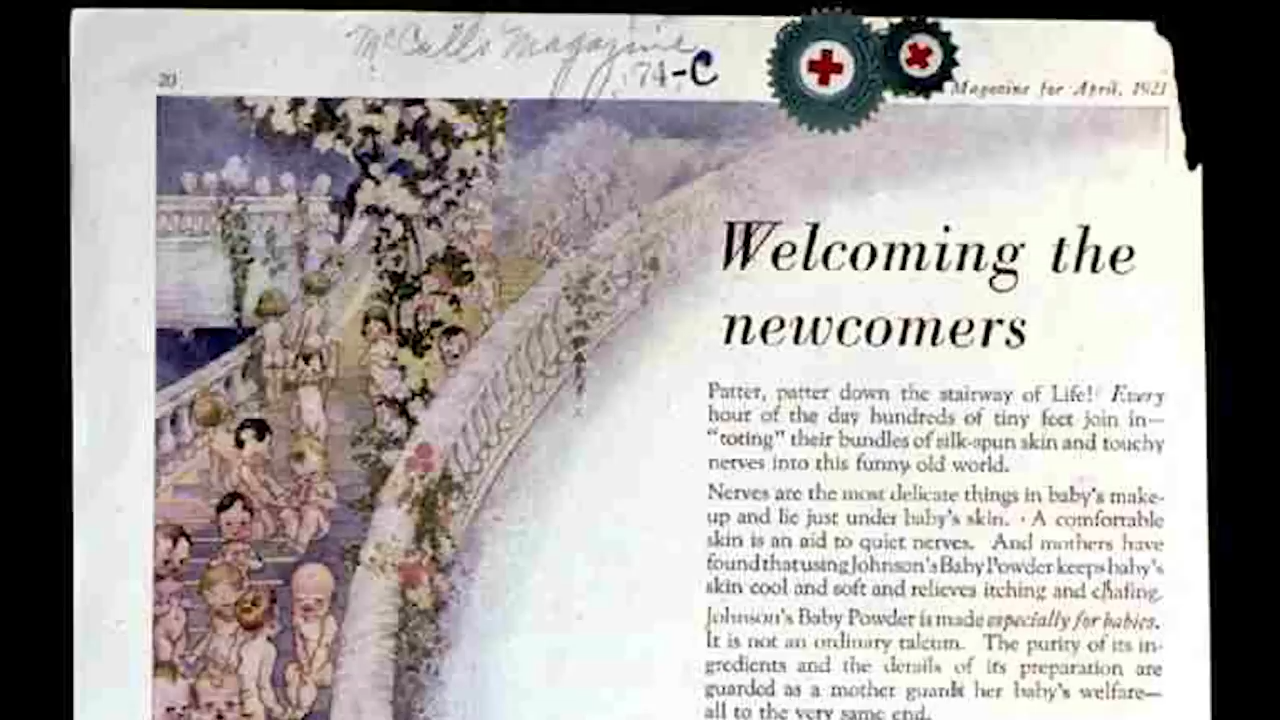 McCall's Magazine
74-C
20
Magazine for April, 1921
Welcoming the
newcomers
Patter, patter down the stairway of Life! Every
hour of the day hundreds of tiny feet join in—
"toting" their bundles of silk-spun skin and touchy
nerves into this funny old world.
Nerves are the most delicate things in baby's make-
up and lie just under baby's skin. A comfortable
skin is an aid to quiet nerves. And mothers have
found that using Johnson's Baby Powder keeps baby's
skin cool and soft and relieves itching and chafing.
Johnson's Baby Powder is made especially for babies.
It is not an ordinary talcum. The purity of its in-
gredients and the details of its preparation are
guarded as a mother guards her baby's welfare—
all to the very same end.